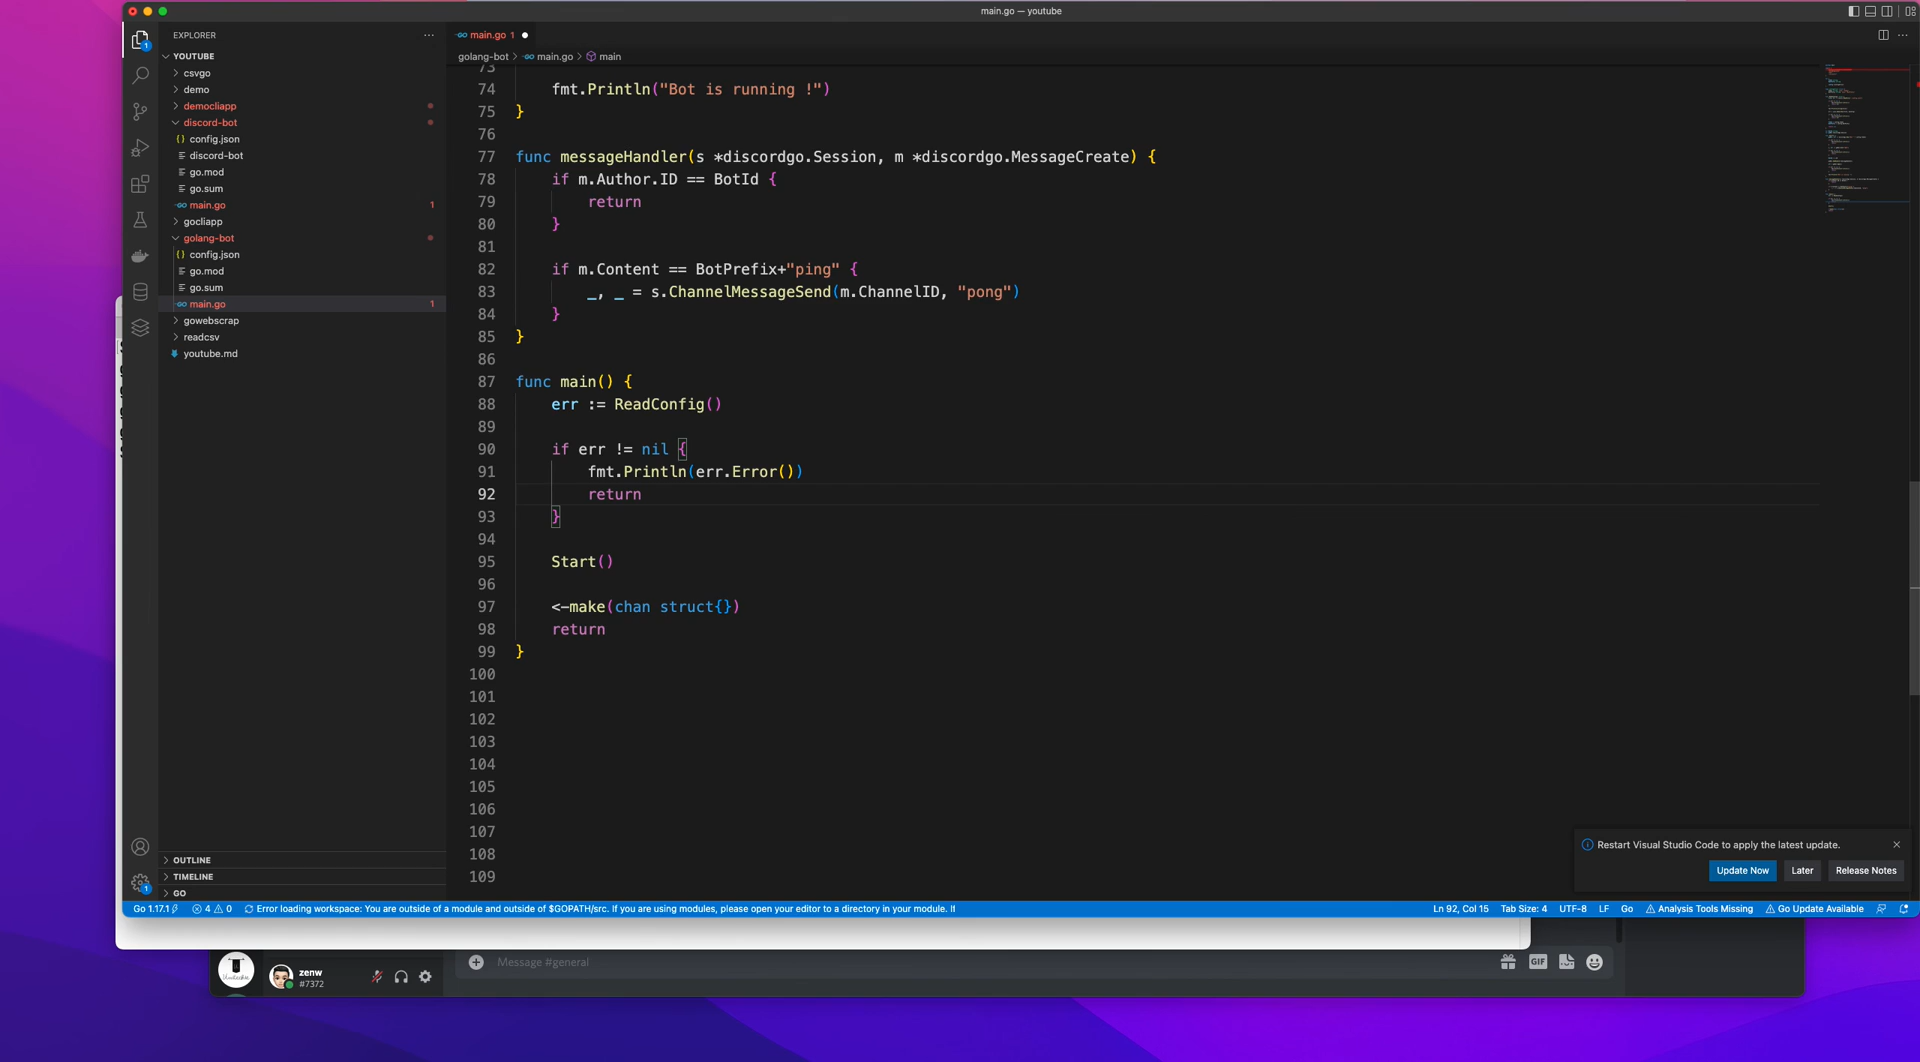 main.go — youtube
EXPLORER
YOUTUBE
csvgo
demo
democliapp
discord-bot
config.json
discord-bot
go.mod
go.sum
main.go 1
gocliapp
golang-bot
config.json
go.mod
go.sum
main.go 1
gowebscrap
readcsv
youtube.md
OUTLINE
TIMELINE
GO
main.go 1
golang-bot > main.go > main
73
74 fmt.Println("Bot is running !")
75 }
76
77 func messageHandler(s *discordgo.Session, m *discordgo.MessageCreate) {
78 if m.Author.ID == BotId {
79 return
80 }
81
82 if m.Content == BotPrefix+"ping" {
83 _, _ = s.ChannelMessageSend(m.ChannelID, "pong")
84 }
85 }
86
87 func main() {
88 err := ReadConfig()
89
90 if err != nil {
91 fmt.Println(err.Error())
92 return
93 }
94
95 Start()
96
97 <-make(chan struct{})
98 return
99 }
100
101
102
103
104
105
106
107
108
109
Restart Visual Studio Code to apply the latest update.
Update Now Later Release Notes
1
1
Go 1.17.1 4 0 Error loading workspace: You are outside of a module and outside of $GOPATH/src. If you are using modules, please open your editor to a directory in your module. If
Ln 92, Col 15 Tab Size: 4 UTF-8 LF Go Analysis Tools Missing Go Update Available
zenw
#7372
Message #general
GIF